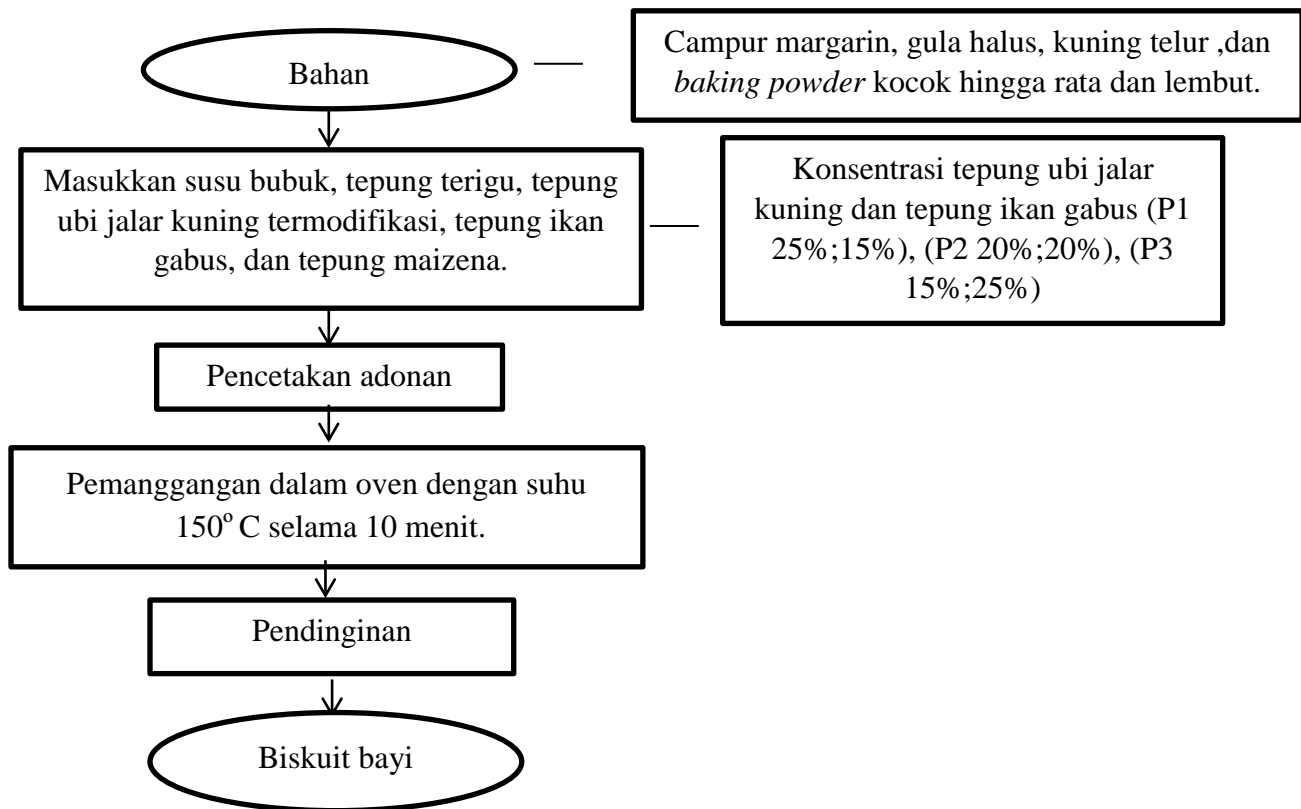 Bahan
Campur margarin, gula halus, kuning telur ,dan
baking powder kocok hingga rata dan lembut.
Masukkan susu bubuk, tepung terigu, tepung
ubi jalar kuning termodifikasi, tepung ikan
gabus, dan tepung maizena.
Konsentrasi tepung ubi jalar
kuning dan tepung ikan gabus (P1
25%;15%), (P2 20%;20%), (P3
15%;25%)
Pencetakan adonan
Pemanggangan dalam oven dengan suhu
150° C selama 10 menit.
Pendinginan
Biskuit bayi